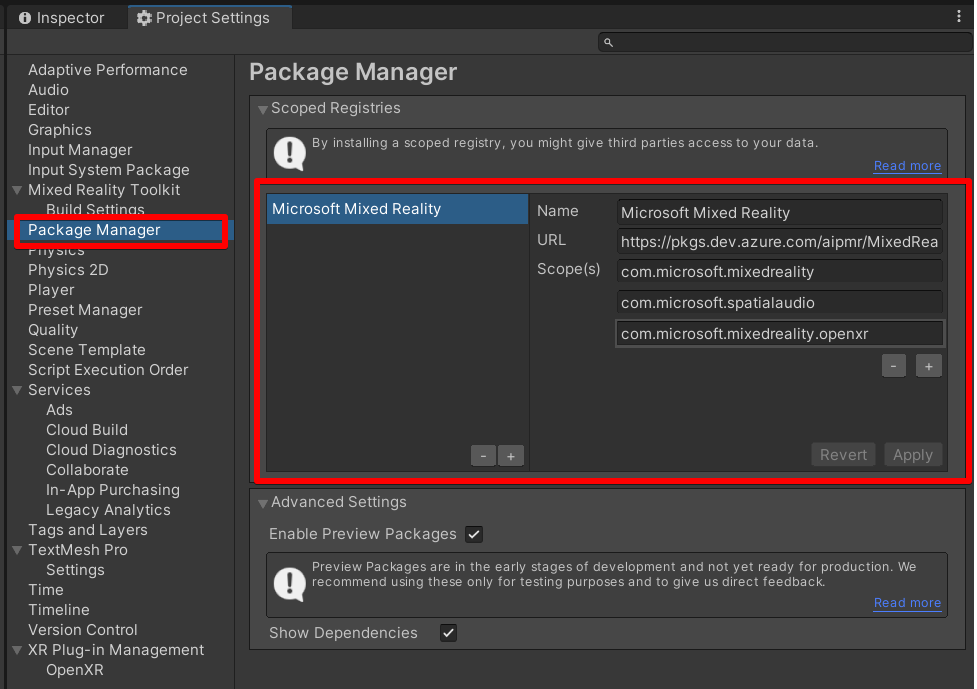 Inspector
Project Settings
Adaptive Performance
Audio
Editor
Graphics
Input Manager
Input System Package
Mixed Reality Toolkit
Build Settings
Package Manager
Physics
Physics 2D
Player
Preset Manager
Quality
Scene Template
Script Execution Order
Services
Ads
Cloud Build
Cloud Diagnostics
Collaborate
In-App Purchasing
Legacy Analytics
Tags and Layers
TextMesh Pro
Settings
Time
Timeline
Version Control
XR Plug-in Management
OpenXR
Package Manager
Scoped Registries
By installing a scoped registry, you might give third parties access to your data.
Read more
Microsoft Mixed Reality
- +
Name Microsoft Mixed Reality
URL https://pkgs.dev.azure.com/aipmr/MixedRea
Scope(s) com.microsoft.mixedreality
com.microsoft.spatialaudio
com.microsoft.mixedreality.openxr
- +
Revert Apply
Advanced Settings
Enable Preview Packages
Preview Packages are in the early stages of development and not yet ready for production. We
recommend using these only for testing purposes and to give us direct feedback.
Read more
Show Dependencies